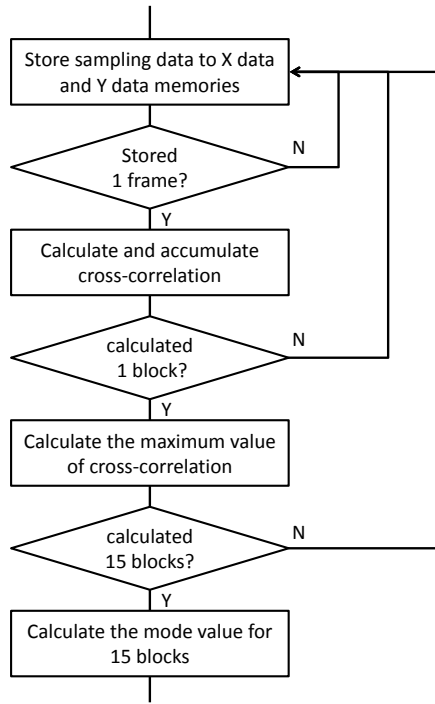 Store sampling data to X data
and Y data memories
Stored
1 frame?
N
Y
Calculate and accumulate
cross-correlation
calculated
1 block?
N
Y
Calculate the maximum value
of cross-correlation
calculated
15 blocks?
N
Y
Calculate the mode value for
15 blocks